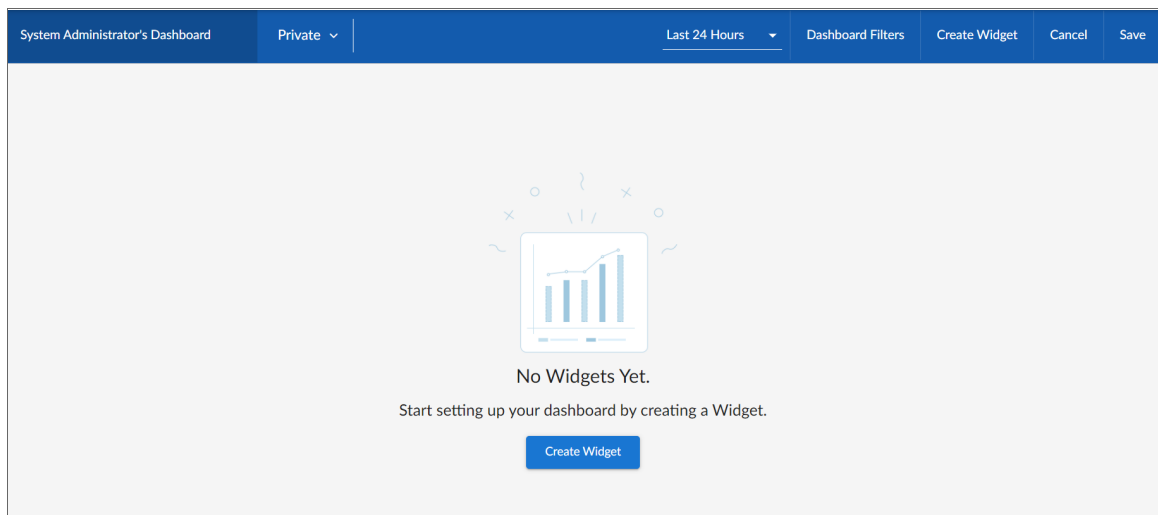 System Administrator's Dashboard Private Last 24 Hours Dashboard Filters Create Widget Cancel Save
No Widgets Yet.
Start setting up your dashboard by creating a Widget.
Create Widget